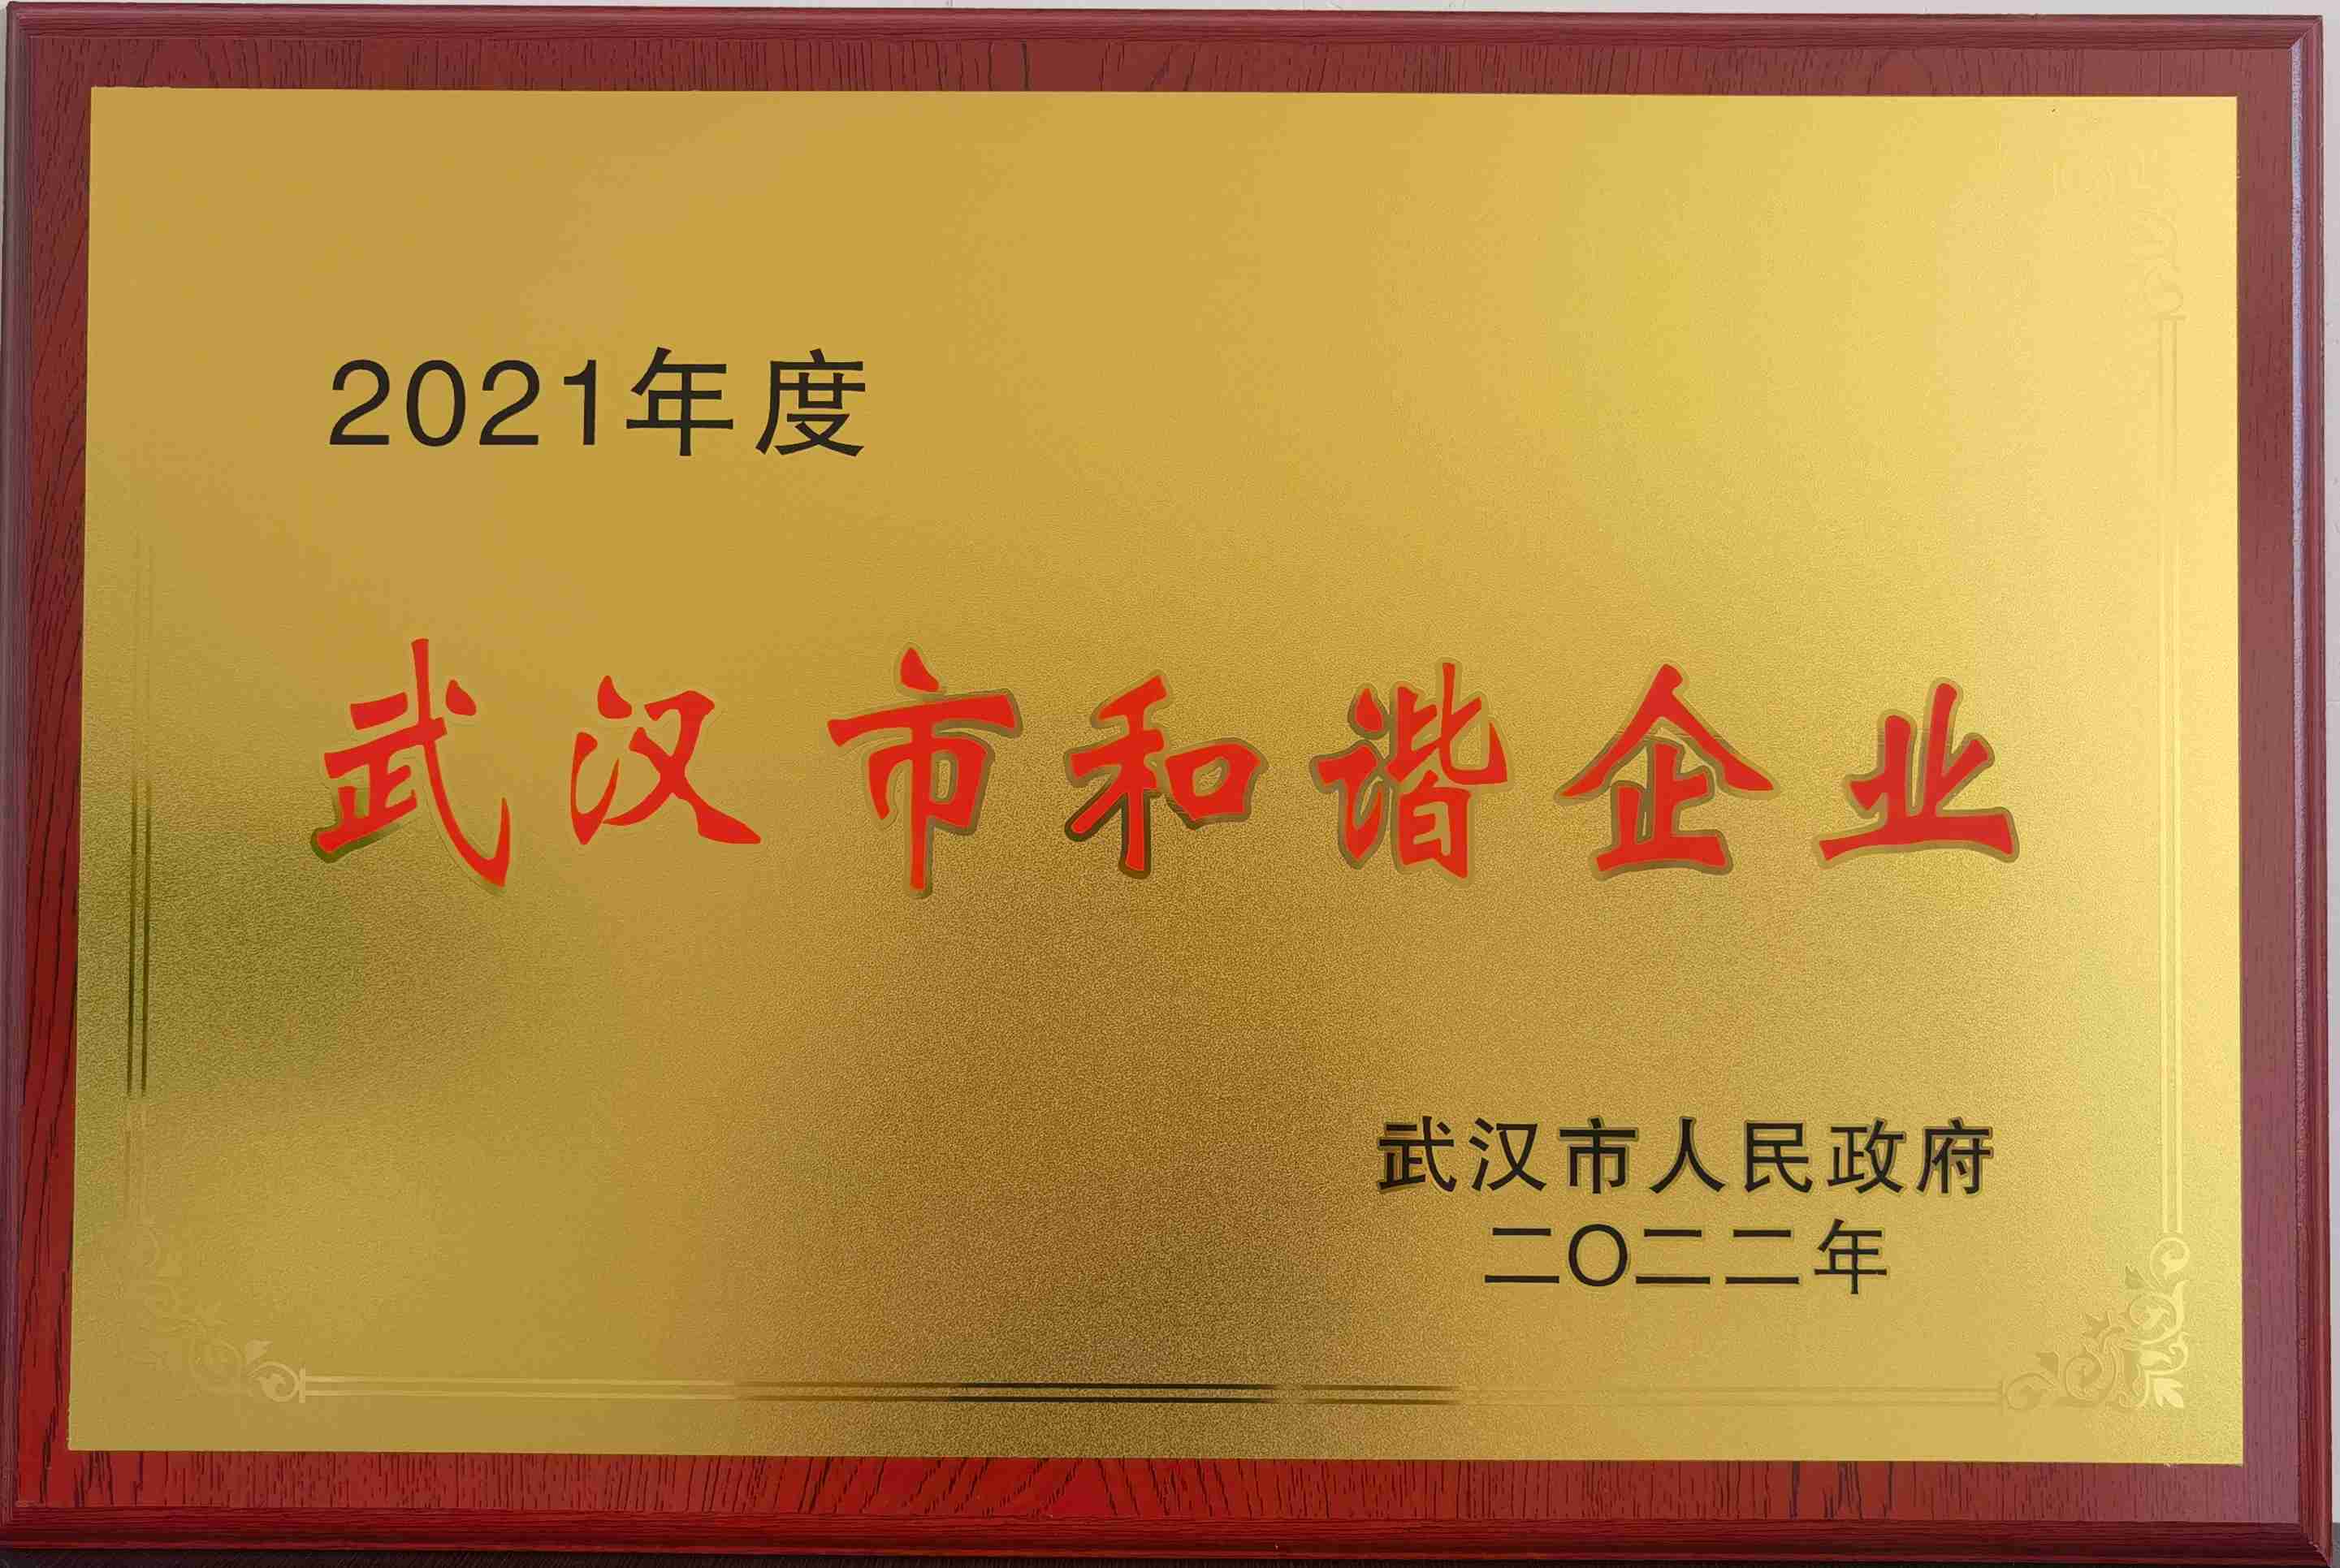 2021年度
武汉市和谐企业
武汉市人民政府
二〇二二年